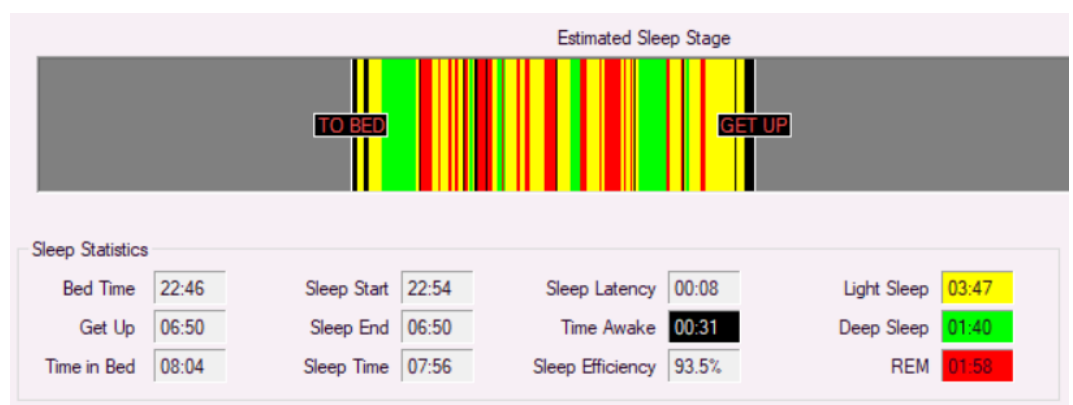 Estimated Sleep Stage
TO BED GET UP
Sleep Statistics
Bed Time 22:46 Sleep Start 22:54 Sleep Latency 00:08 Light Sleep 03:47
Get Up 06:50 Sleep End 06:50 Time Awake 00:31 Deep Sleep 01:40
Time in Bed 08:04 Sleep Time 07:56 Sleep Efficiency 93.5% REM 01:58